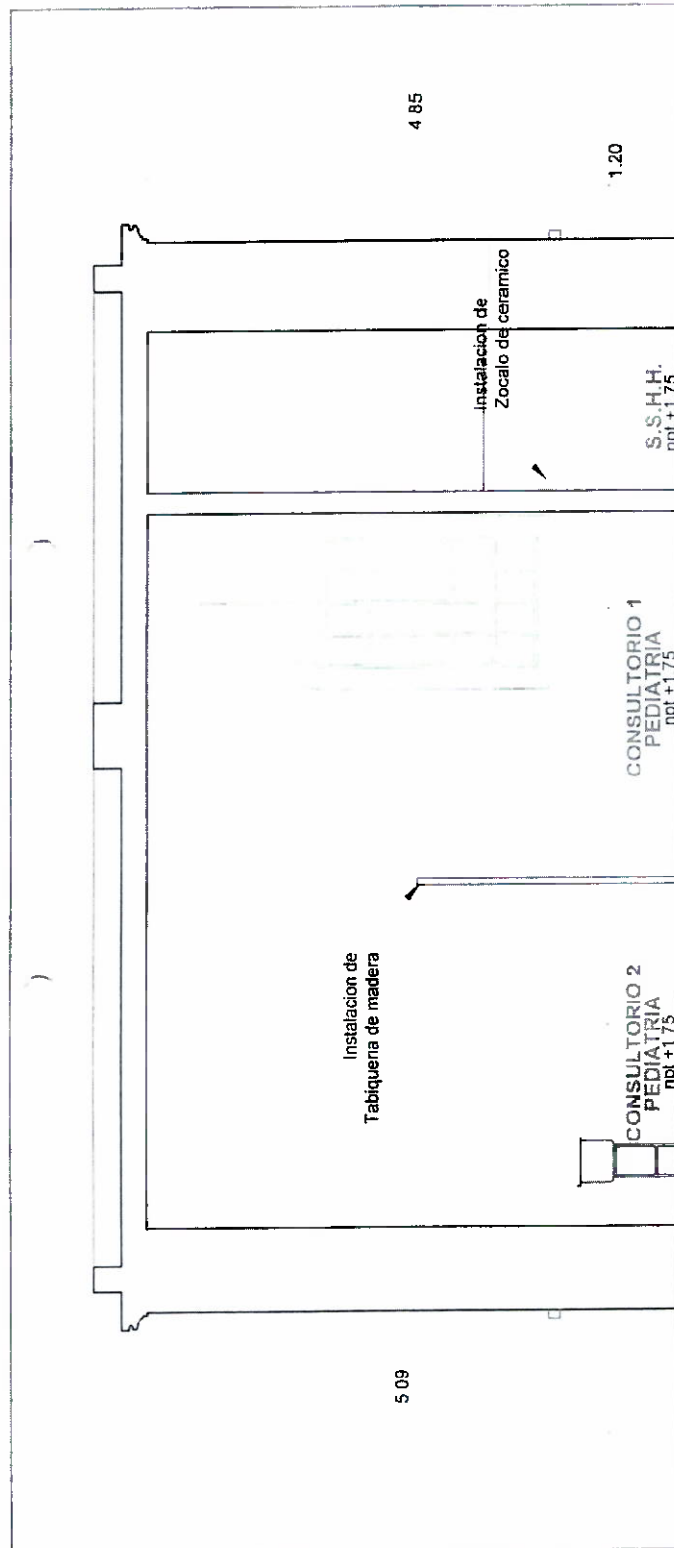 5 09
4 85
1.20
Instalacion de
Tabiqueria de madera
Instalacion de
Zocalo de ceramico
CONSULTORIO 2
PEDIATRIA
npt +1.75
CONSULTORIO 1
PEDIATRIA
npt +1.75
S.S.H.H.
npt +1.75